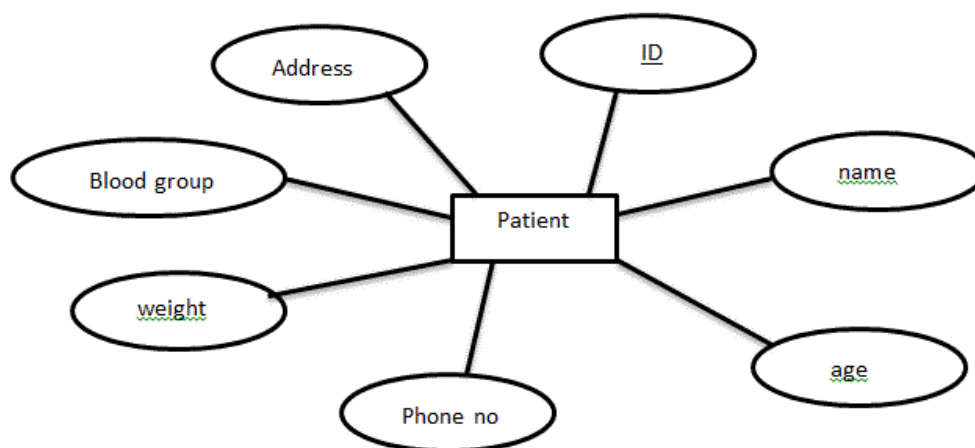 ID
Address
name
Blood group
Patient
weight
age
Phone no